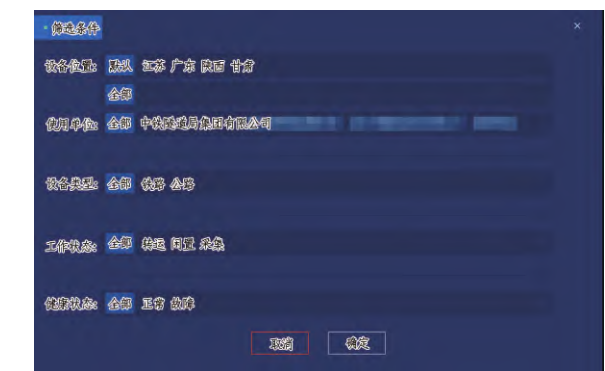 筛选条件 ×
设备位置: 默认 江苏 广东 陕西 甘肃
全部
使用单位: 全部 中铁隧道局集团有限公司
设备类型: 全部 铁路 公路
工作状态: 全部 转运 闲置 采集
健康状态: 全部 正常 故障
取消 确定